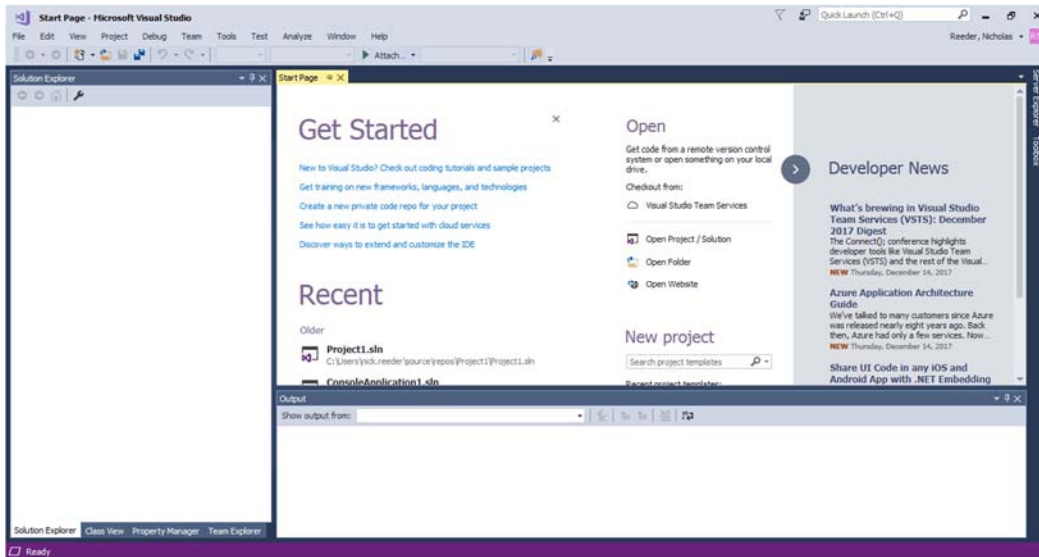 Start Page - Microsoft Visual Studio
Quick Launch (Ctrl+Q)
File Edit View Project Debug Team Tools Test Analyze Window Help
Reeder, Nicholas
Attach...
Solution Explorer
Start Page
Get Started
New to Visual Studio? Check out coding tutorials and sample projects
Get training on new frameworks, languages, and technologies
Create a new private code repo for your project
See how easy it is to get started with cloud services
Discover ways to extend and customize the IDE
Recent
Older
Project1.sln
C:\Users\nick.reeder\source\repos\Project1\Project1.sln
ConsoleApplication1.sln
Open
Get code from a remote version control
system or open something on your local
drive.
Checkout from:
Visual Studio Team Services
Open Project / Solution
Open Folder
Open Website
New project
Search project templates
Recent project templates:
Developer News
What's brewing in Visual Studio
Team Services (VSTS): December
2017 Digest
The Connect(); conference highlights
developer tools like Visual Studio Team
Services (VSTS) and the rest of the Visual...
NEW Thursday, December 14, 2017
Azure Application Architecture
Guide
We've talked to many customers since Azure
was released nearly eight years ago. Back
then, Azure had only a few services. Now...
NEW Thursday, December 14, 2017
Share UI Code in any iOS and
Android App with .NET Embedding
Server Explorer
Toolbox
Output
Show output from:
Solution Explorer Class View Property Manager Team Explorer
Ready